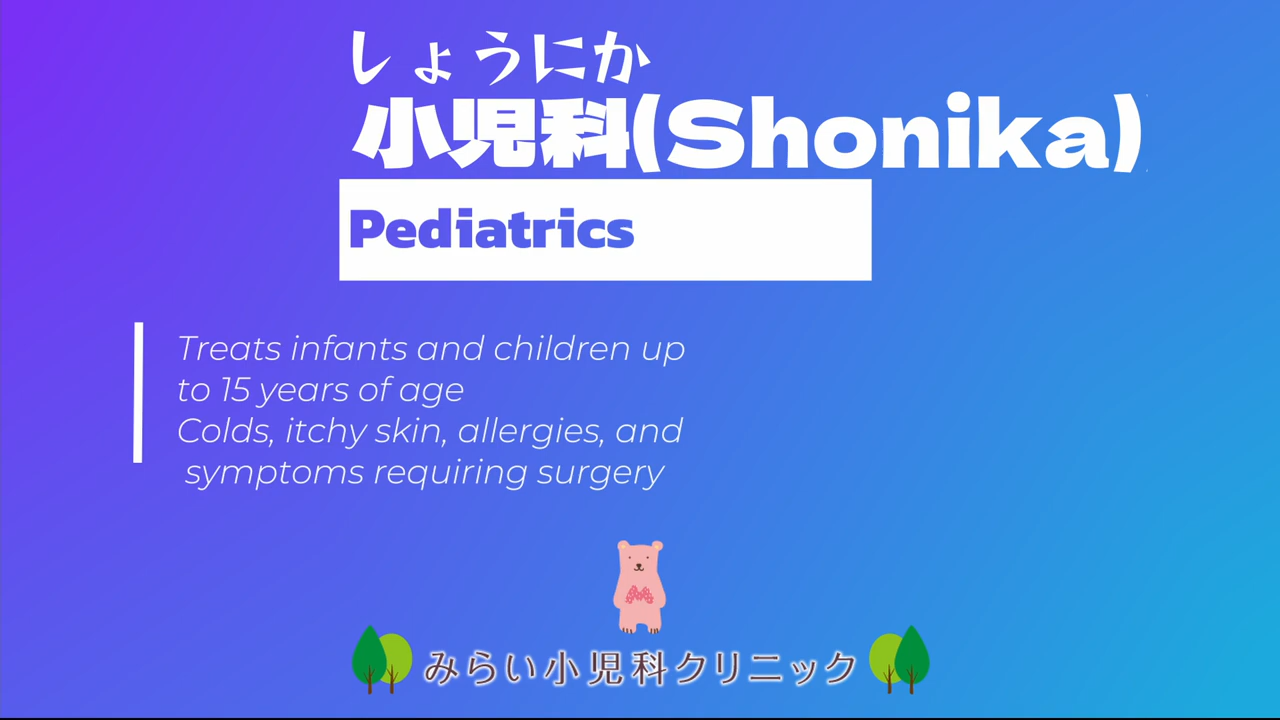 しょうにか
小児科(Shonika)
Pediatrics
Treats infants and children up
to 15 years of age
Colds, itchy skin, allergies, and
symptoms requiring surgery
みらい小児科クリニック